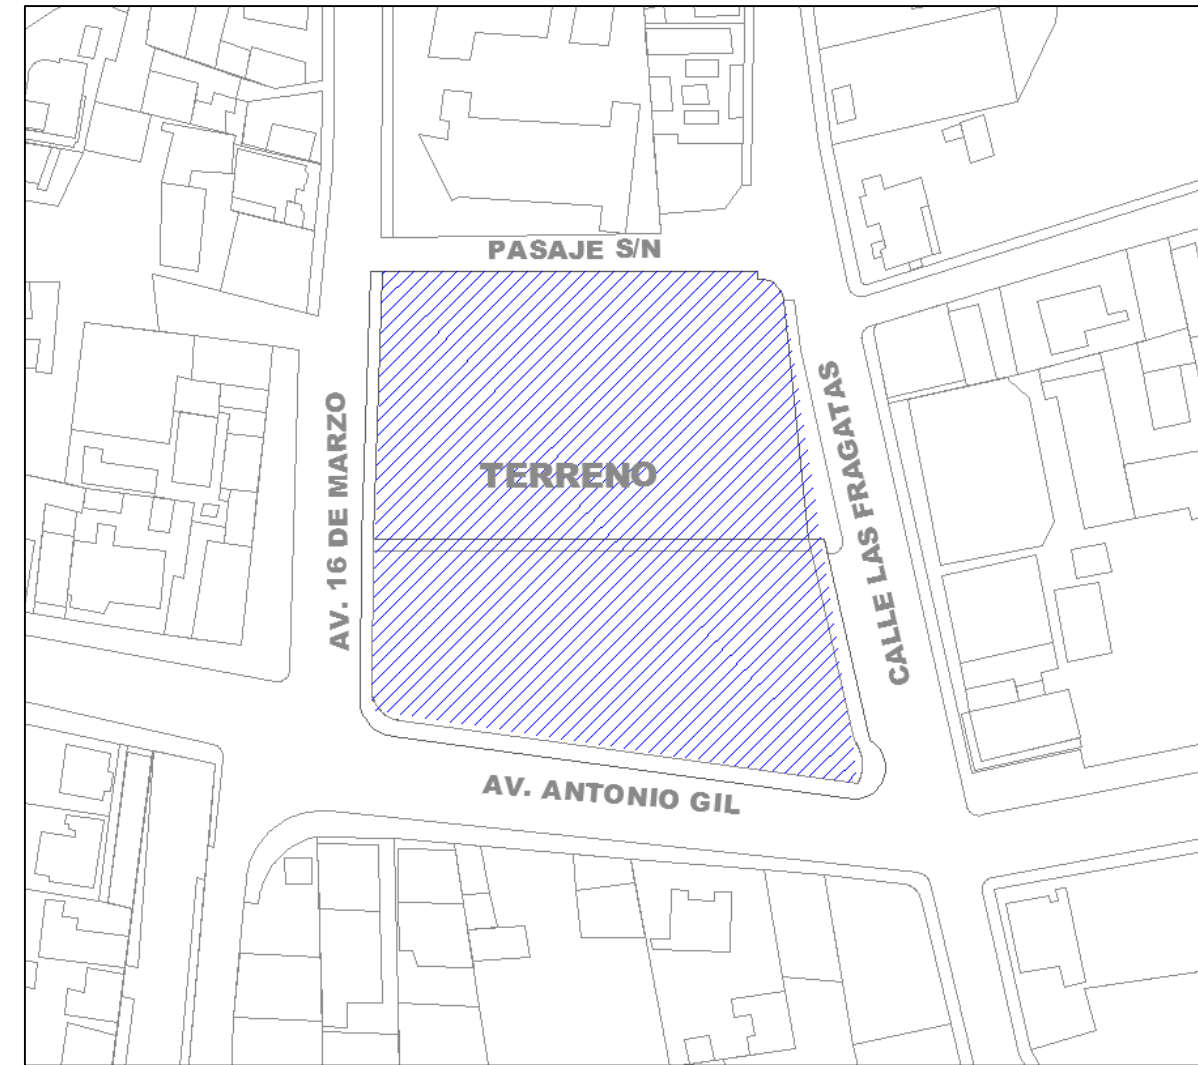 PASAJE S/N
TERRENO
AV. 16 DE MARZO
CALLE LAS FRAGATAS
AV. ANTONIO GIL